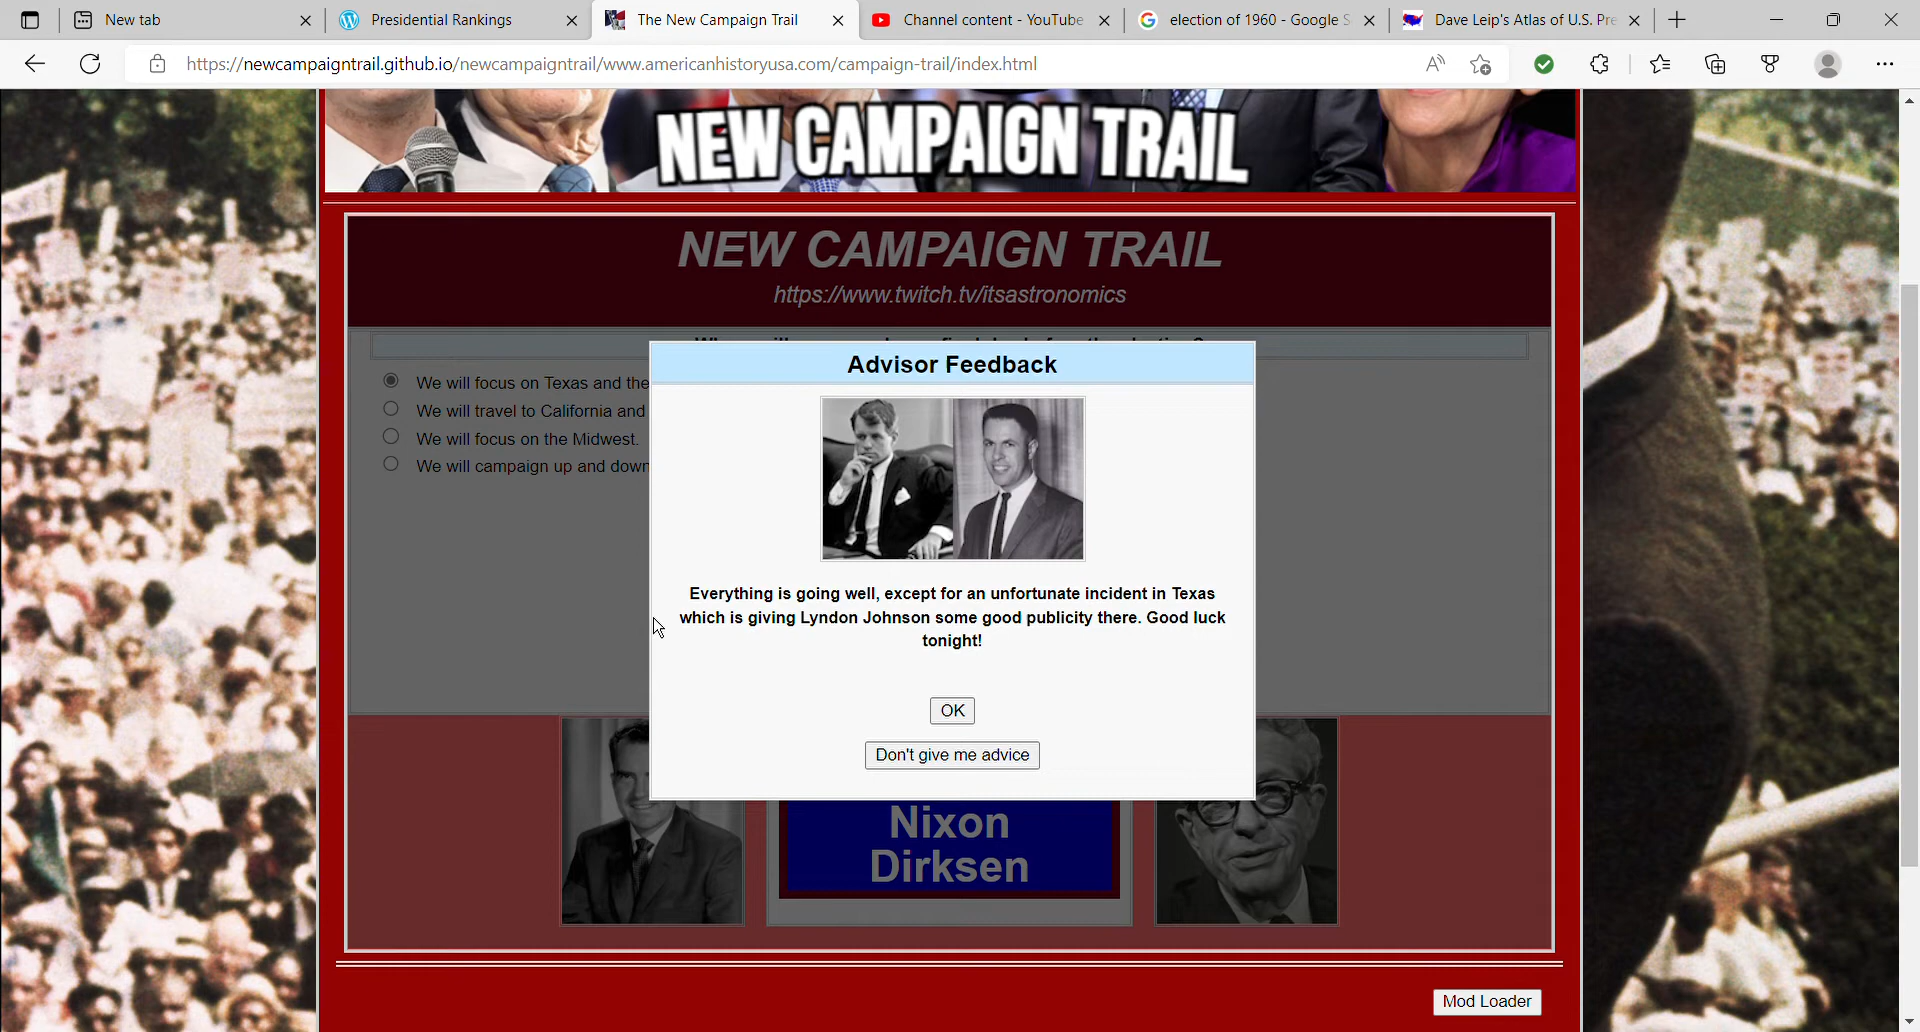 New tab
Presidential Rankings
The New Campaign Trail
Channel content - YouTube
election of 1960 - Google S
Dave Leip's Atlas of U.S. Pre
https://newcampaigntrail.github.io/newcampaigntrail/www.americanhistoryusa.com/campaign-trail/index.html
NEW CAMPAIGN TRAIL
NEW CAMPAIGN TRAIL
https://www.twitch.tv/itsastronomics
We will focus on Texas and the
We will travel to California and
We will focus on the Midwest.
We will campaign up and down
Advisor Feedback
Everything is going well, except for an unfortunate incident in Texas
which is giving Lyndon Johnson some good publicity there. Good luck
tonight!
OK
Don't give me advice
Nixon
Dirksen
Mod Loader